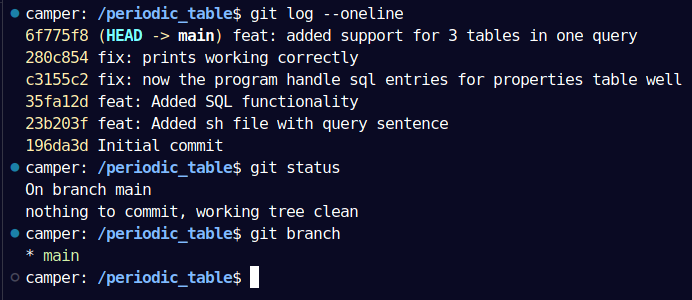 camper: /periodic_table$ git log --oneline
6f775f8 (HEAD -> main) feat: added support for 3 tables in one query
280c854 fix: prints working correctly
c3155c2 fix: now the program handle sql entries for properties table well
35fa12d feat: Added SQL functionality
23b203f feat: Added sh file with query sentence
196da3d Initial commit
camper: /periodic_table$ git status
On branch main
nothing to commit, working tree clean
camper: /periodic_table$ git branch
* main
camper: /periodic_table$